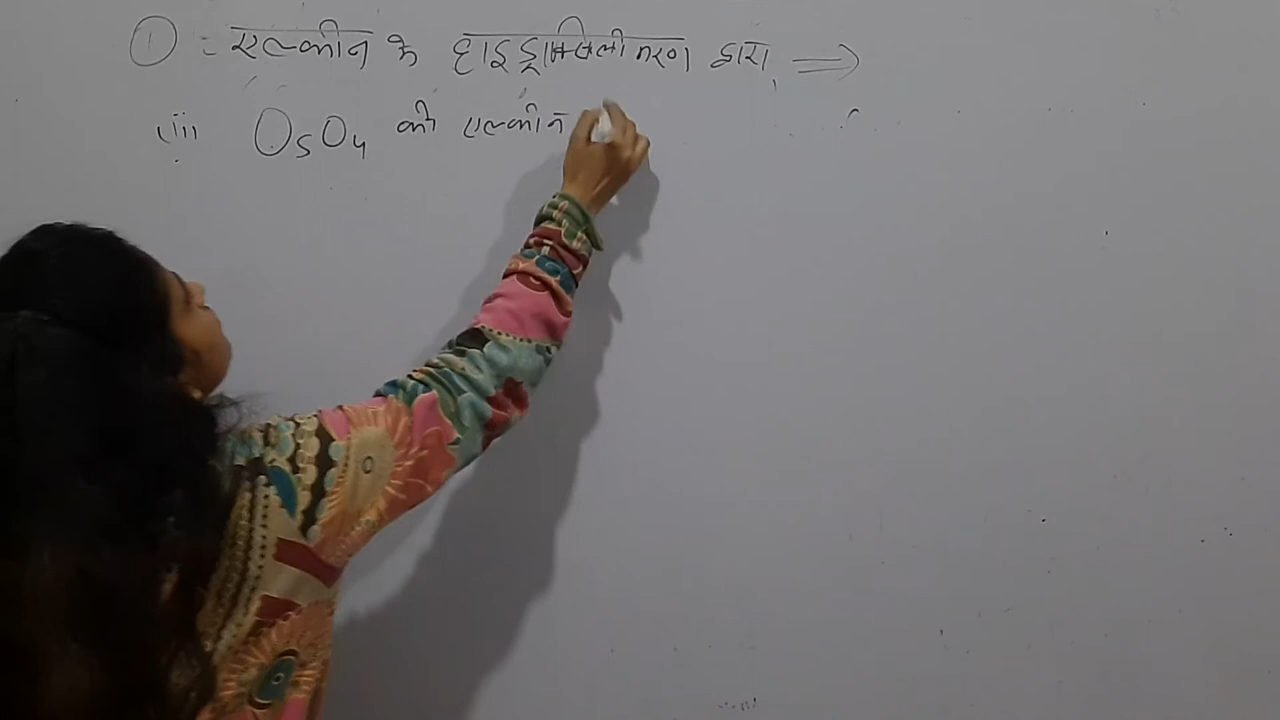 ① = एल्कीन के हाइड्राक्सिलीकरण द्वारा ⇒
(ii) OsO₄ की एल्कीन